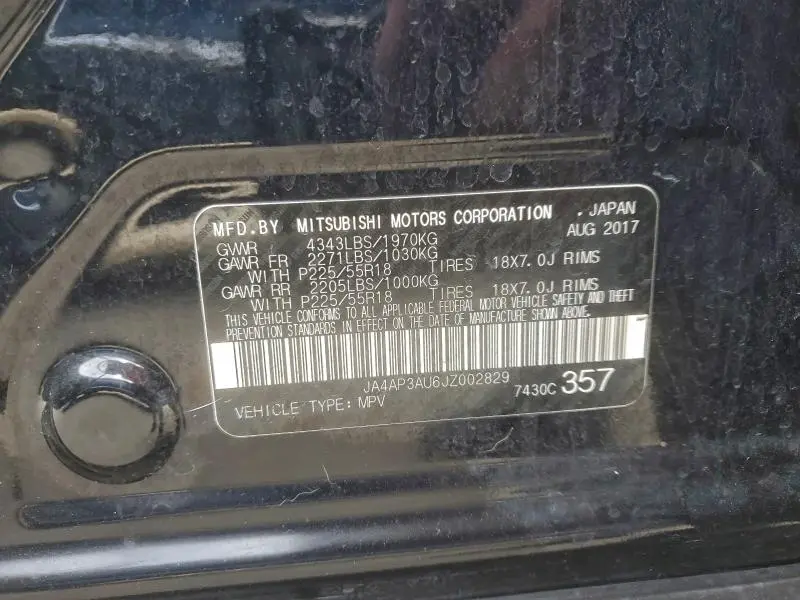 MFD.BY MITSUBISHI MOTORS CORPORATION . JAPAN
GVWR 4343LBS/1970KG AUG 2017
GAWR FR 2271LBS/1030KG
WITH P225/55R18 TIRES 18X7.0J RIMS
GAWR RR 2205LBS/1000KG
WITH P225/55R18 TIRES 18X7.0J RIMS
THIS VEHICLE CONFORMS TO ALL APPLICABLE FEDERAL MOTOR VEHICLE SAFETY AND THEFT
PREVENTION STANDARDS IN EFFECT ON THE DATE OF MANUFACTURE SHOWN ABOVE.
JA4AP3AU6JZ002829
VEHICLE TYPE: MPV 7430C 357